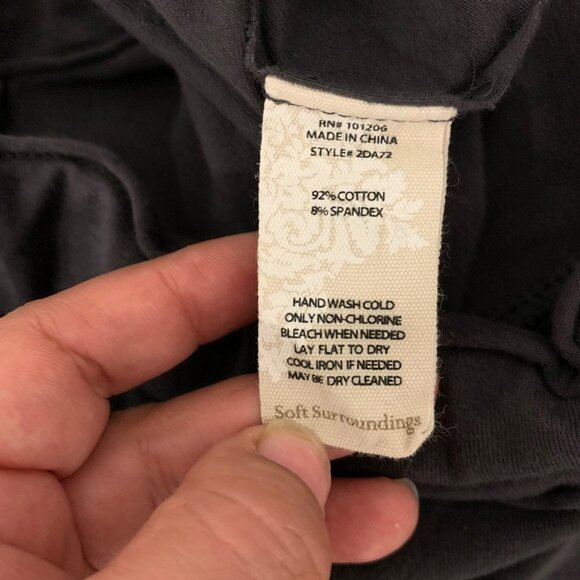 RN# 101206
MADE IN CHINA
STYLE# 2DA72
92% COTTON
8% SPANDEX
HAND WASH COLD
ONLY NON-CHLORINE
BLEACH WHEN NEEDED
LAY FLAT TO DRY
COOL IRON IF NEEDED
MAY BE DRY CLEANED
Soft Surroundings